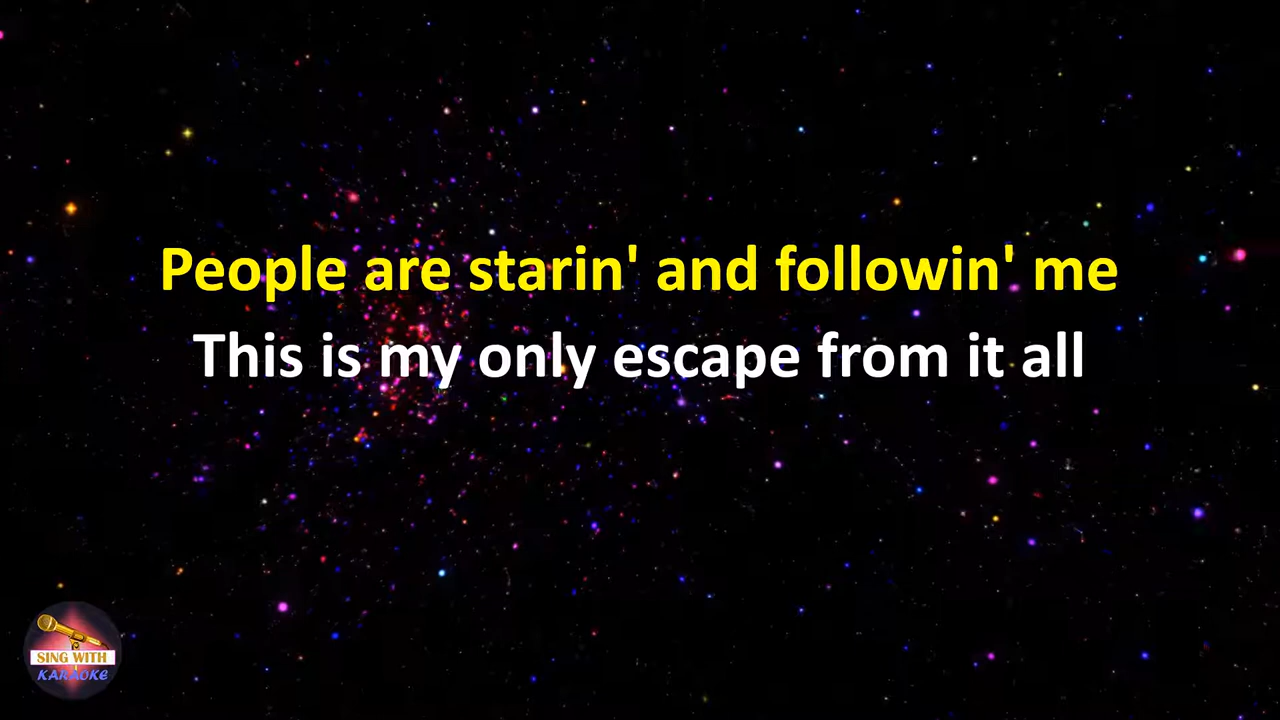 People are starin' and followin' me
This is my only escape from it all
SING WITH
KARAOKE